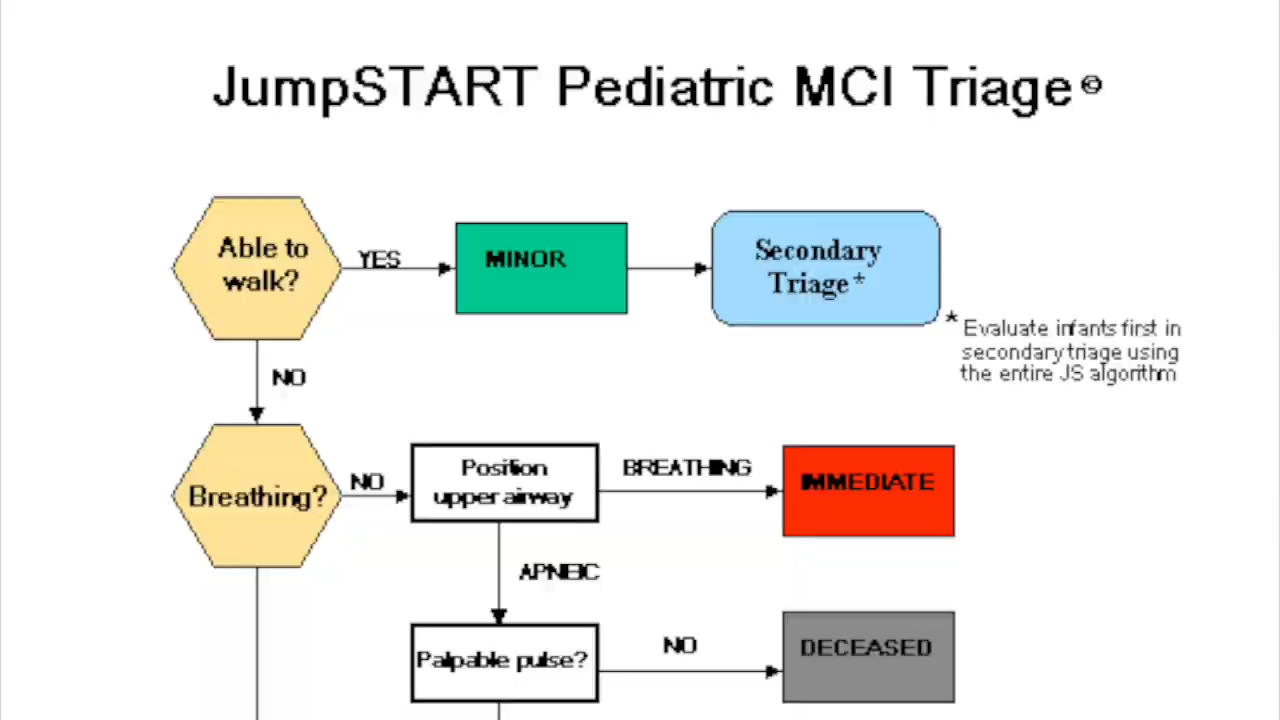 JumpSTART Pediatric MCI Triage©
Able to
walk?
YES
MINOR
Secondary
Triage*
* Evaluate infants first in
secondary triage using
the entire JS algorithm
NO
Breathing?
NO
Position
upper airway
BREATHING
IMMEDIATE
APNEIC
Palpable pulse?
NO
DECEASED